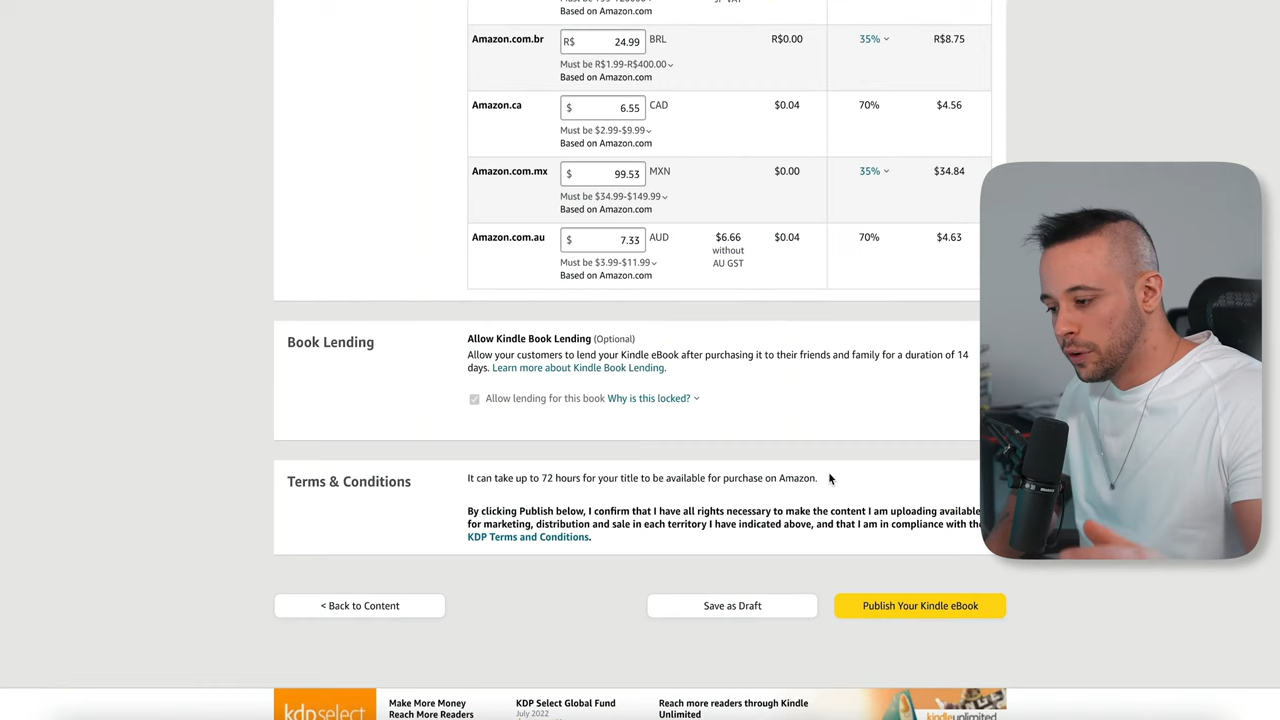 Based on Amazon.com
Amazon.com.br R$ 24.99 BRL R$0.00 35% R$8.75
Must be R$1.99-R$400.00
Based on Amazon.com
Amazon.ca $ 6.55 CAD $0.04 70% $4.56
Must be $2.99-$9.99
Based on Amazon.com
Amazon.com.mx $ 99.53 MXN $0.00 35% $34.84
Must be $34.99-$149.99
Based on Amazon.com
Amazon.com.au $ 7.33 AUD $6.66 $0.04 70% $4.63
without
AU GST
Must be $3.99-$11.99
Based on Amazon.com
Book Lending
Allow Kindle Book Lending (Optional)
Allow your customers to lend your Kindle eBook after purchasing it to their friends and family for a duration of 14
days. Learn more about Kindle Book Lending.
Allow lending for this book Why is this locked?
Terms & Conditions
It can take up to 72 hours for your title to be available for purchase on Amazon.
By clicking Publish below, I confirm that I have all rights necessary to make the content I am uploading available
for marketing, distribution and sale in each territory I have indicated above, and that I am in compliance with the
KDP Terms and Conditions.
< Back to Content
Save as Draft
Publish Your Kindle eBook
kdpselect
Make More Money
Reach More Readers
KDP Select Global Fund
July 2022
Reach more readers through Kindle
Unlimited
kindleunlimited